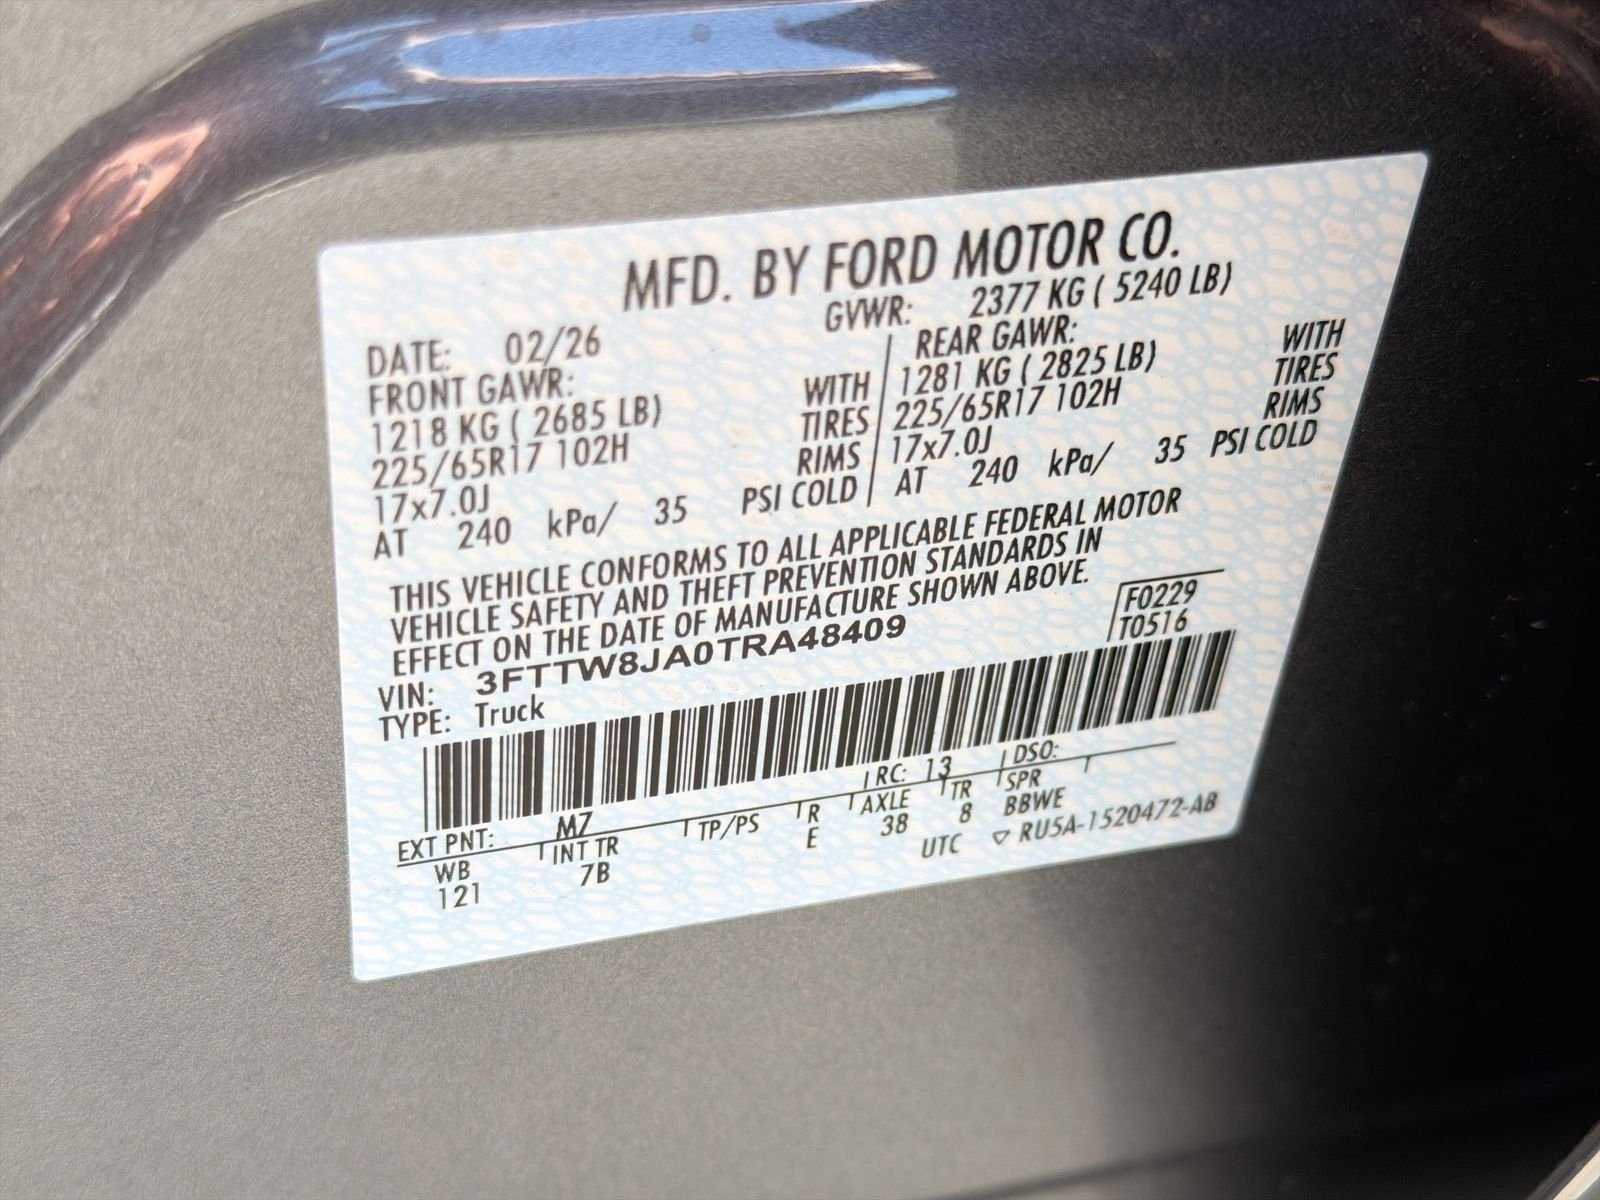 MFD. BY FORD MOTOR CO.
DATE: 02/26 GVWR: 2377 KG ( 5240 LB)
FRONT GAWR: REAR GAWR:
1218 KG ( 2685 LB) WITH 1281 KG ( 2825 LB) WITH
225/65R17 102H TIRES 225/65R17 102H TIRES
17x7.0J RIMS 17x7.0J RIMS
AT 240 kPa/ 35 PSI COLD AT 240 kPa/ 35 PSI COLD
THIS VEHICLE CONFORMS TO ALL APPLICABLE FEDERAL MOTOR
VEHICLE SAFETY AND THEFT PREVENTION STANDARDS IN
EFFECT ON THE DATE OF MANUFACTURE SHOWN ABOVE.
VIN: 3FTTW8JA0TRA48409 F0229
TYPE: Truck T0516
EXT PNT: M7 RC: 13 DSO:
WB INT TR TP/PS R AXLE TR SPR
121 7B E 38 8 BBWE
UTC ▽ RU5A-1520472-AB